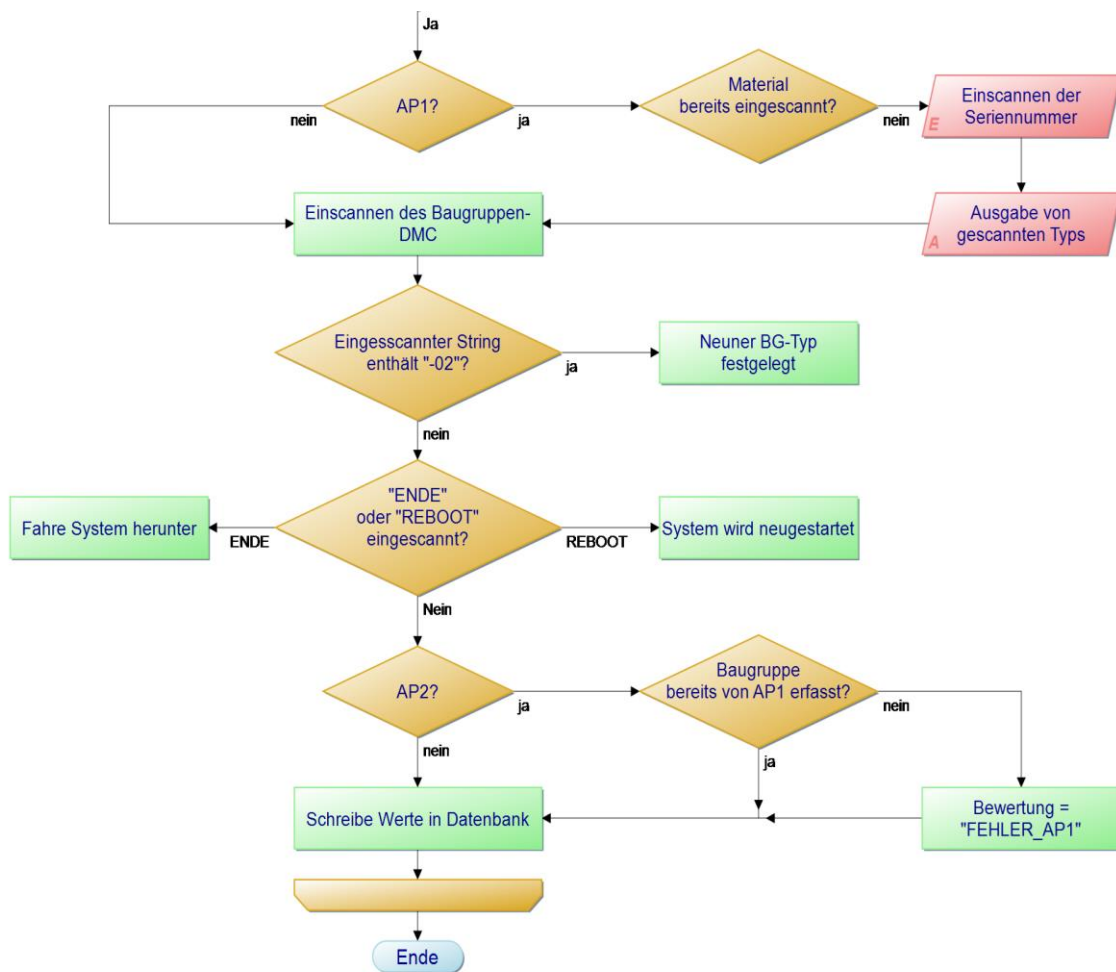 Ja
AP1?
nein
ja
Material
bereits eingescannt?
nein
Einscannen der
Seriennummer
E
Einscannen des Baugruppen-
DMC
Ausgabe von
gescannten Typs
A
Eingesscannter String
enthält "-02"?
ja
Neuner BG-Typ
festgelegt
nein
"ENDE"
oder "REBOOT"
eingescannt?
Fahre System herunter
ENDE
REBOOT
System wird neugestartet
Nein
AP2?
ja
Baugruppe
bereits von AP1 erfasst?
nein
nein
ja
Schreibe Werte in Datenbank
Bewertung =
"FEHLER_AP1"
Ende